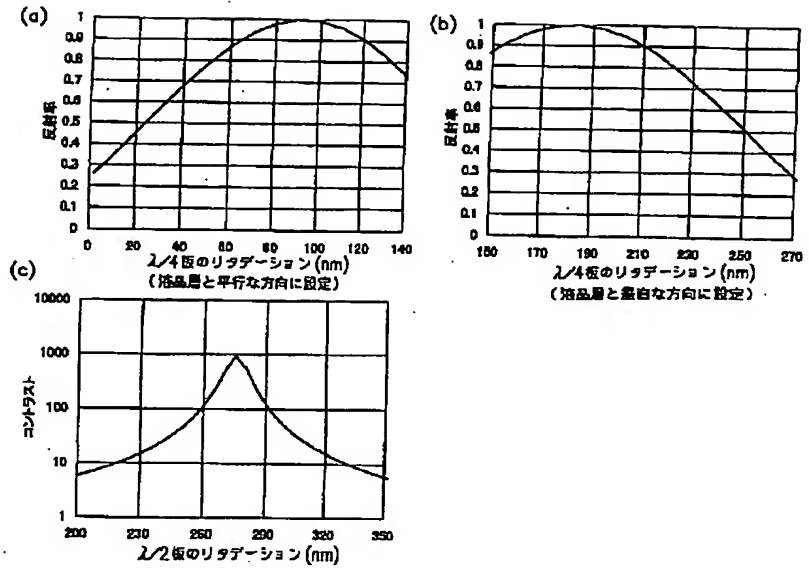 (a)
反射率
1
0.9
0.8
0.7
0.6
0.5
0.4
0.3
0.2
0.1
0
0 20 40 60 80 100 120 140
λ/4板のリタデーション(nm)
(液晶層と平行な方向に設定)
(b)
反射率
1
0.9
0.8
0.7
0.6
0.5
0.4
0.3
0.2
0.1
0
150 170 190 210 230 250 270
λ/4板のリタデーション(nm)
(液晶層と垂直な方向に設定)
(c)
コントラスト
10000
1000
100
10
1
200 230 260 290 320 350
λ/2板のリタデーション(nm)